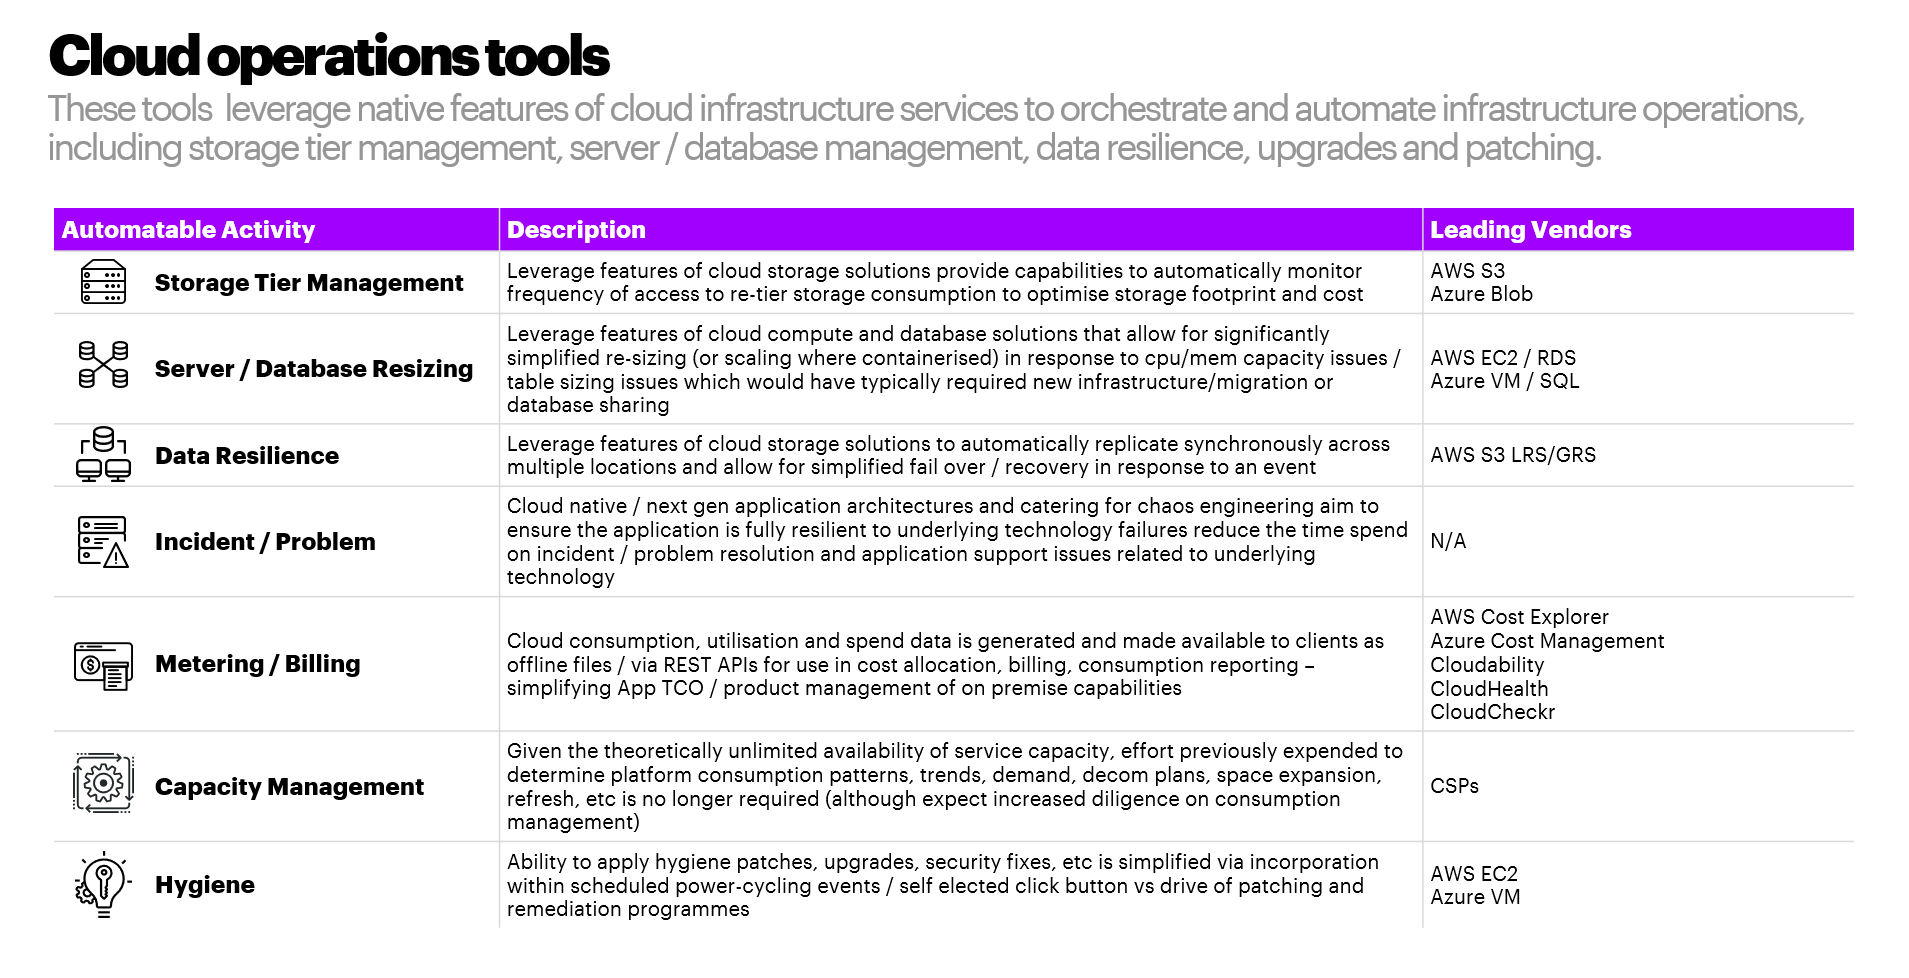 Cloud operations tools
These tools  leverage native features of cloud infrastructure services to orchestrate and automate infrastructure operations,
including storage tier management, server / database management, data resilience, upgrades and patching.
Automatable Activity
Description
Leading Vendors
Storage Tier Management
Leverage features of cloud storage solutions provide capabilities to automatically monitor
frequency of access to re-tier storage consumption to optimise storage footprint and cost
AWS S3
Azure Blob
Server / Database Resizing
Leverage features of cloud compute and database solutions that allow for significantly
simplified re-sizing (or scaling where containerised) in response to cpu/mem capacity issues /
table sizing issues which would have typically required new infrastructure/migration or
database sharing
AWS EC2 / RDS
Azure VM / SQL
Data Resilience
Leverage features of cloud storage solutions to automatically replicate synchronously across
multiple locations and allow for simplified fail over / recovery in response to an event
AWS S3 LRS/GRS
Incident / Problem
Cloud native / next gen application architectures and catering for chaos engineering aim to
ensure the application is fully resilient to underlying technology failures reduce the time spend
on incident / problem resolution and application support issues related to underlying
technology
N/A
Metering / Billing
Cloud consumption, utilisation and spend data is generated and made available to clients as
offline files / via REST APIs for use in cost allocation, billing, consumption reporting –
simplifying App TCO / product management of on premise capabilities
AWS Cost Explorer
Azure Cost Management
Cloudability
CloudHealth
CloudCheckr
Capacity Management
Given the theoretically unlimited availability of service capacity, effort previously expended to
determine platform consumption patterns, trends, demand, decom plans, space expansion,
refresh, etc is no longer required (although expect increased diligence on consumption
management)
CSPs
Hygiene
Ability to apply hygiene patches, upgrades, security fixes, etc is simplified via incorporation
within scheduled power-cycling events / self elected click button vs drive of patching and
remediation programmes
AWS EC2
Azure VM